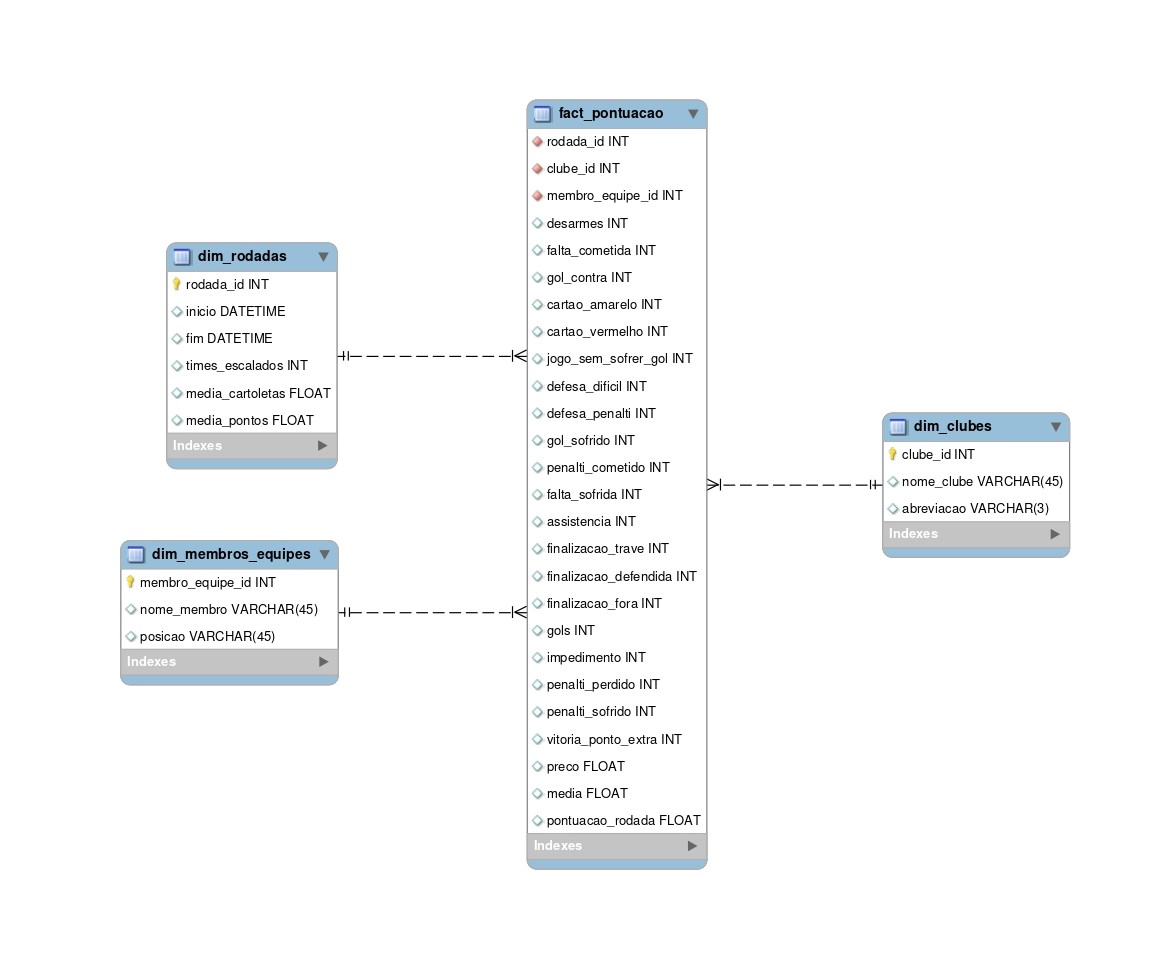 fact_pontuacao
rodada_id INT
clube_id INT
membro_equipe_id INT
desarmes INT
falta_cometida INT
gol_contra INT
cartao_amarelo INT
cartao_vermelho INT
jogo_sem_sofrer_gol INT
defesa_dificil INT
defesa_penalti INT
gol_sofrido INT
penalti_cometido INT
falta_sofrida INT
assistencia INT
finalizacao_trave INT
finalizacao_defendida INT
finalizacao_fora INT
gols INT
impedimento INT
penalti_perdido INT
penalti_sofrido INT
vitoria_ponto_extra INT
preco FLOAT
media FLOAT
pontuacao_rodada FLOAT
Indexes
dim_rodadas
rodada_id INT
inicio DATETIME
fim DATETIME
times_escalados INT
media_cartoletas FLOAT
media_pontos FLOAT
Indexes
dim_membros_equipes
membro_equipe_id INT
nome_membro VARCHAR(45)
posicao VARCHAR(45)
Indexes
dim_clubes
clube_id INT
nome_clube VARCHAR(45)
abreviacao VARCHAR(3)
Indexes